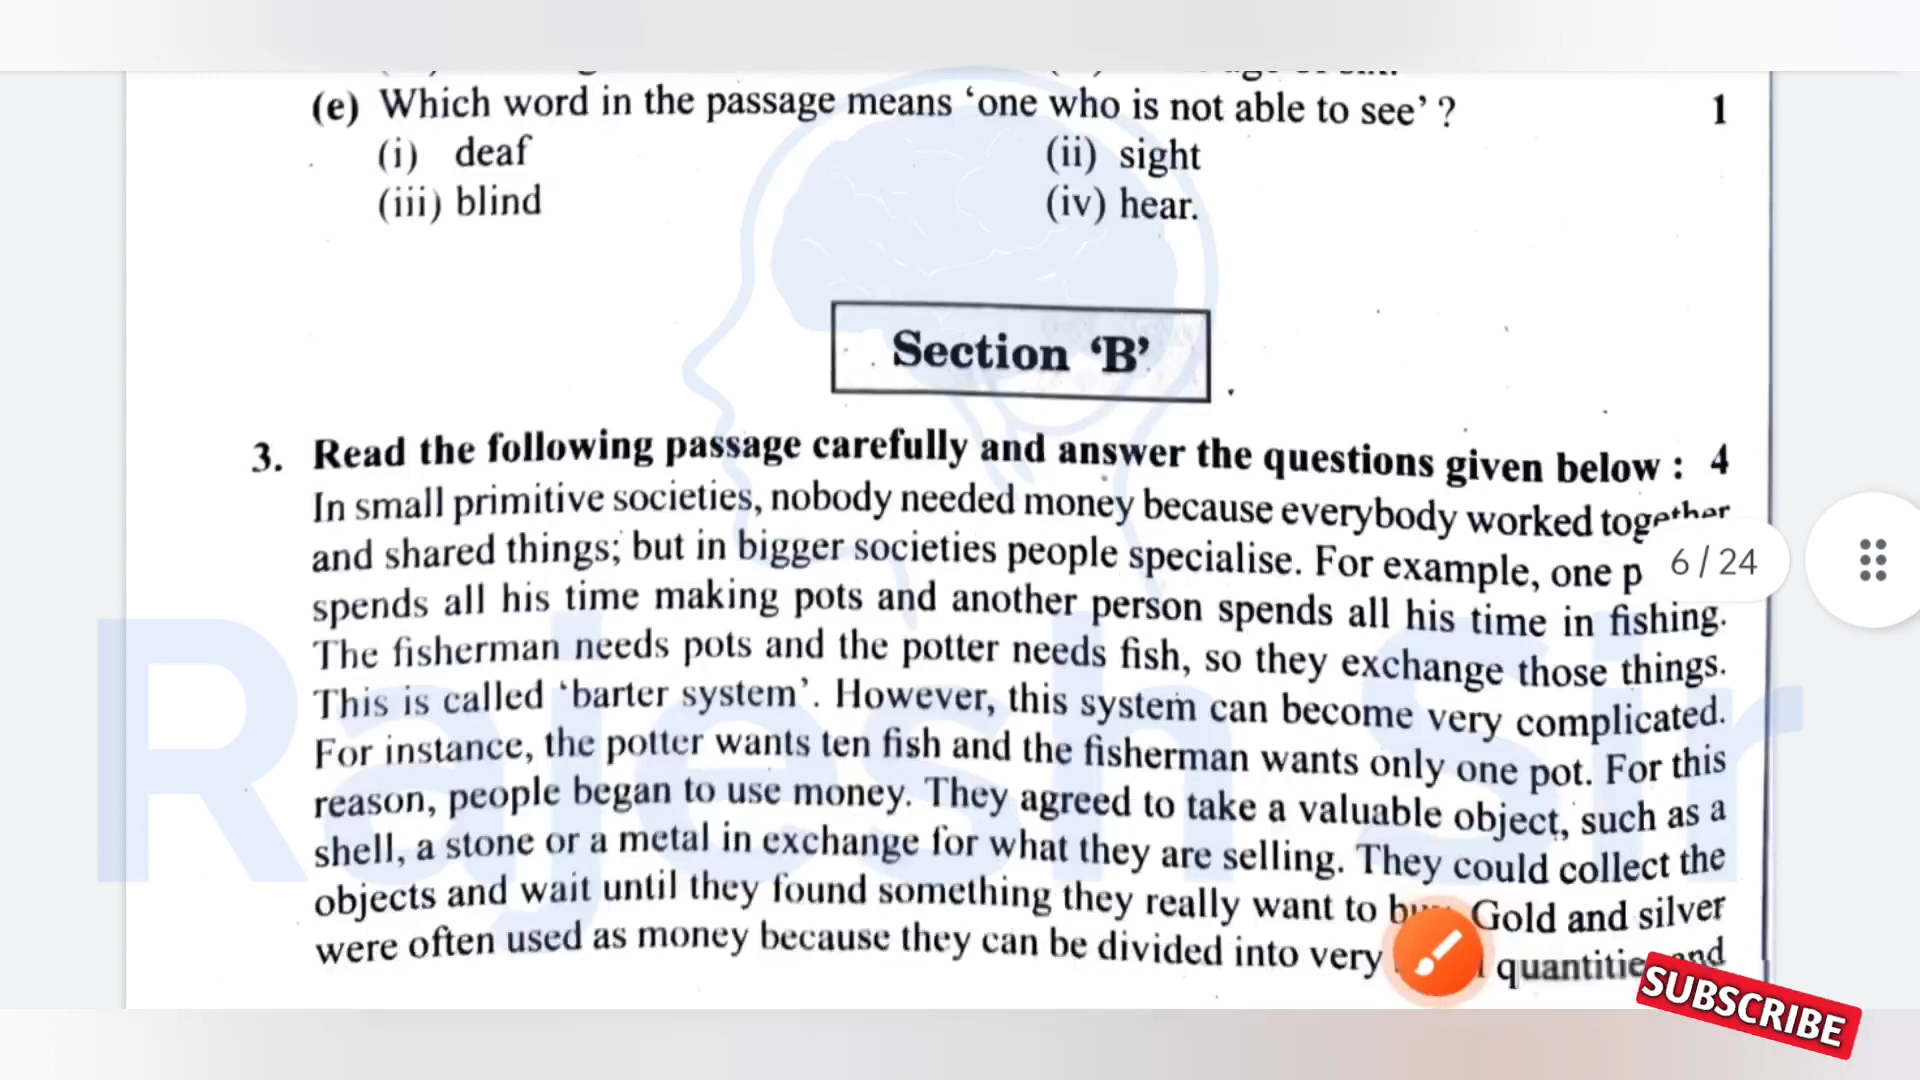 (e) Which word in the passage means ‘one who is not able to see’ ? 1
(i) deaf (ii) sight
(iii) blind (iv) hear.
Section ‘B’
3. Read the following passage carefully and answer the questions given below : 4
In small primitive societies, nobody needed money because everybody worked together
and shared things; but in bigger societies people specialise. For example, one p
6 / 24
spends all his time making pots and another person spends all his time in fishing.
The fisherman needs pots and the potter needs fish, so they exchange those things.
This is called ‘barter system’. However, this system can become very complicated.
For instance, the potter wants ten fish and the fisherman wants only one pot. For this
reason, people began to use money. They agreed to take a valuable object, such as a
shell, a stone or a metal in exchange for what they are selling. They could collect the
objects and wait until they found something they really want to Gold and silver
were often used as money because they can be divided into very quantities and
Rajesh Sir
SUBSCRIBE